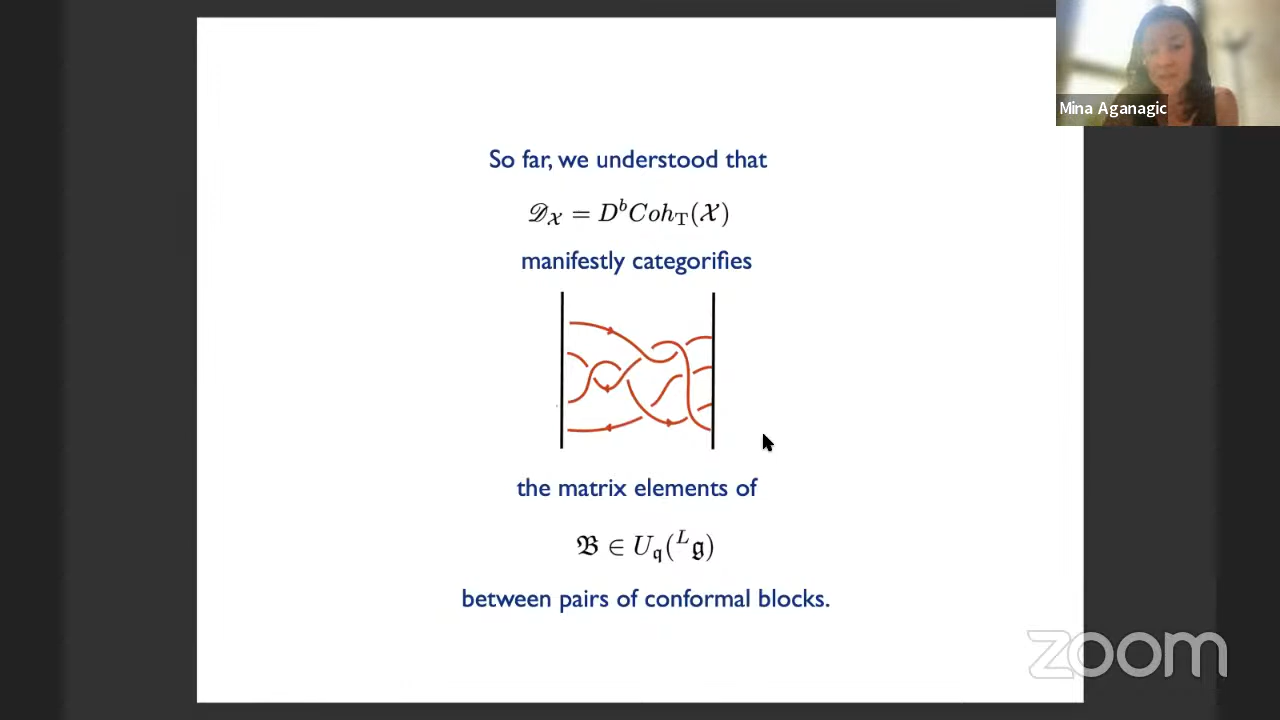 Mina Aganagic
So far, we understood that
𝒟_𝒳 = D^b Coh_T(𝒳)
manifestly categorifies
the matrix elements of
𝔅 ∈ U_𝔮(^L𝔤)
between pairs of conformal blocks.
zoom